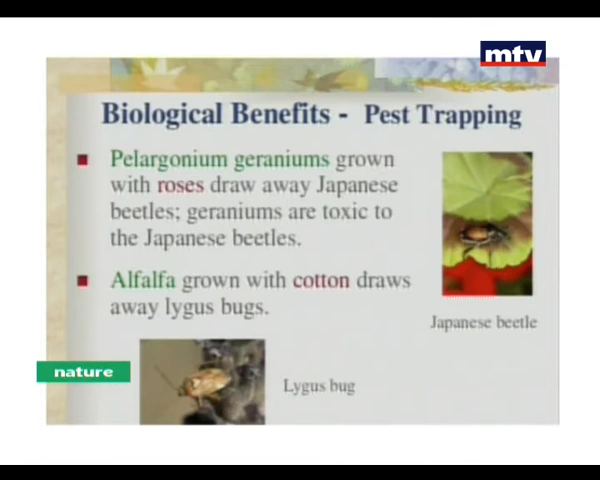 mtv
Biological Benefits - Pest Trapping
Pelargonium geraniums grown
with roses draw away Japanese
beetles; geraniums are toxic to
the Japanese beetles.
Alfalfa grown with cotton draws
away lygus bugs.
Japanese beetle
nature
Lygus bug